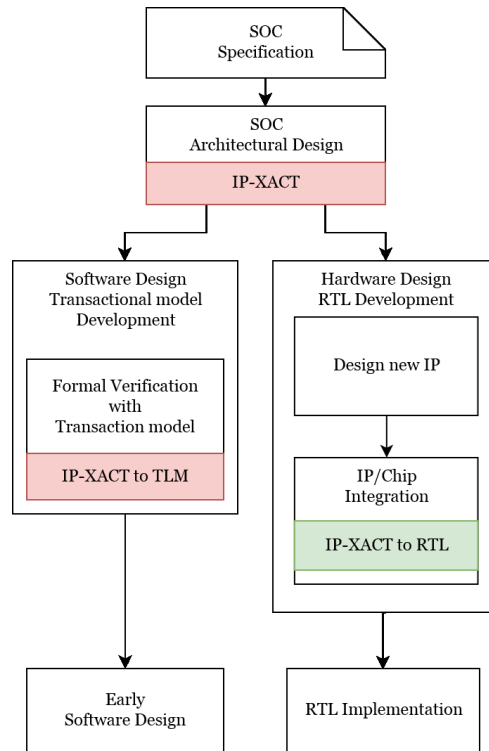 SOC
Specification
SOC
Architectural Design
IP-XACT
Software Design
Transactional model
Development
Formal Verification
with
Transaction model
IP-XACT to TLM
Hardware Design
RTL Development
Design new IP
IP/Chip
Integration
IP-XACT to RTL
Early
Software Design
RTL Implementation